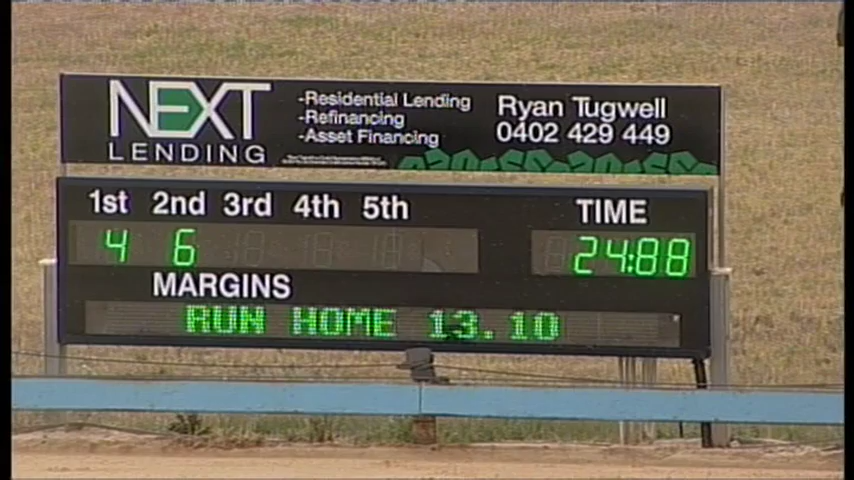 NEXT
LENDING
-Residential Lending
-Refinancing
-Asset Financing
Ryan Tugwell
0402 429 449
1st 2nd 3rd 4th 5th TIME
4 6 24:88
MARGINS
RUN HOME 13.10